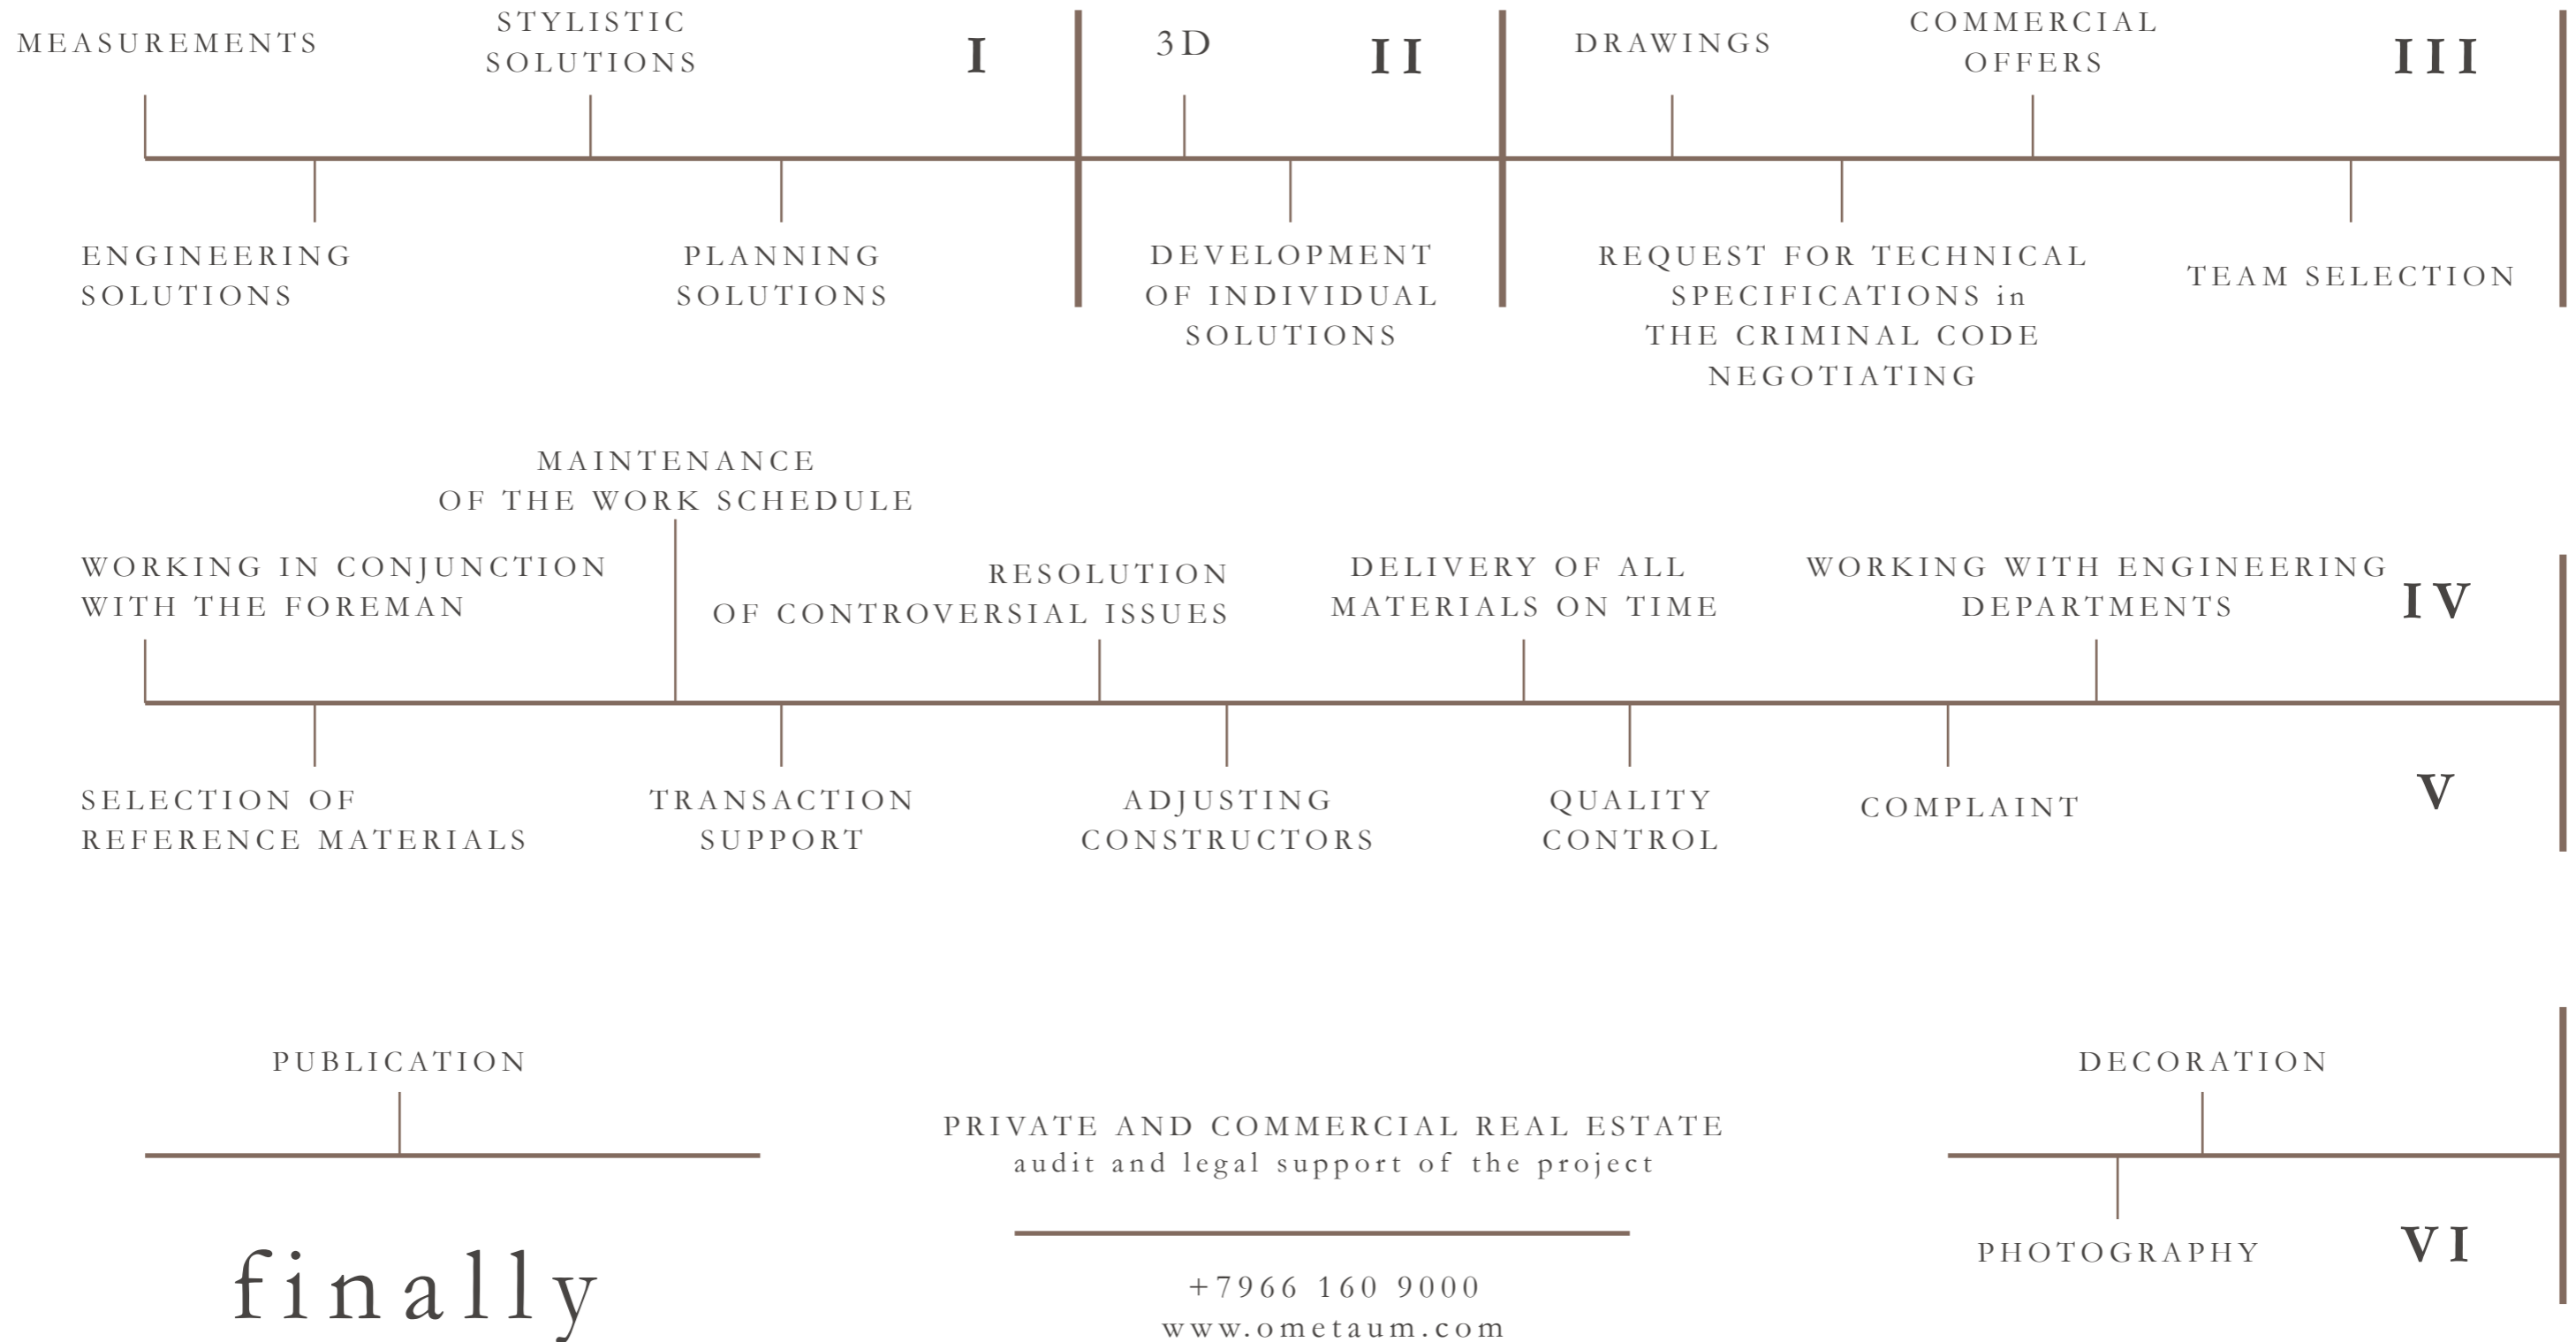 MEASUREMENTS
STYLISTIC
SOLUTIONS
I
3D
II
DRAWINGS
COMMERCIAL
OFFERS
III
ENGINEERING
SOLUTIONS
PLANNING
SOLUTIONS
DEVELOPMENT
OF INDIVIDUAL
SOLUTIONS
REQUEST FOR TECHNICAL
SPECIFICATIONS in
THE CRIMINAL CODE
NEGOTIATING
TEAM SELECTION
MAINTENANCE
OF THE WORK SCHEDULE
WORKING IN CONJUNCTION
WITH THE FOREMAN
RESOLUTION
OF CONTROVERSIAL ISSUES
DELIVERY OF ALL
MATERIALS ON TIME
WORKING WITH ENGINEERING
DEPARTMENTS
IV
SELECTION OF
REFERENCE MATERIALS
TRANSACTION
SUPPORT
ADJUSTING
CONSTRUCTORS
QUALITY
CONTROL
COMPLAINT
V
PUBLICATION
finally
PRIVATE AND COMMERCIAL REAL ESTATE
audit and legal support of the project
+7966 160 9000
www.ometaum.com
DECORATION
PHOTOGRAPHY
VI